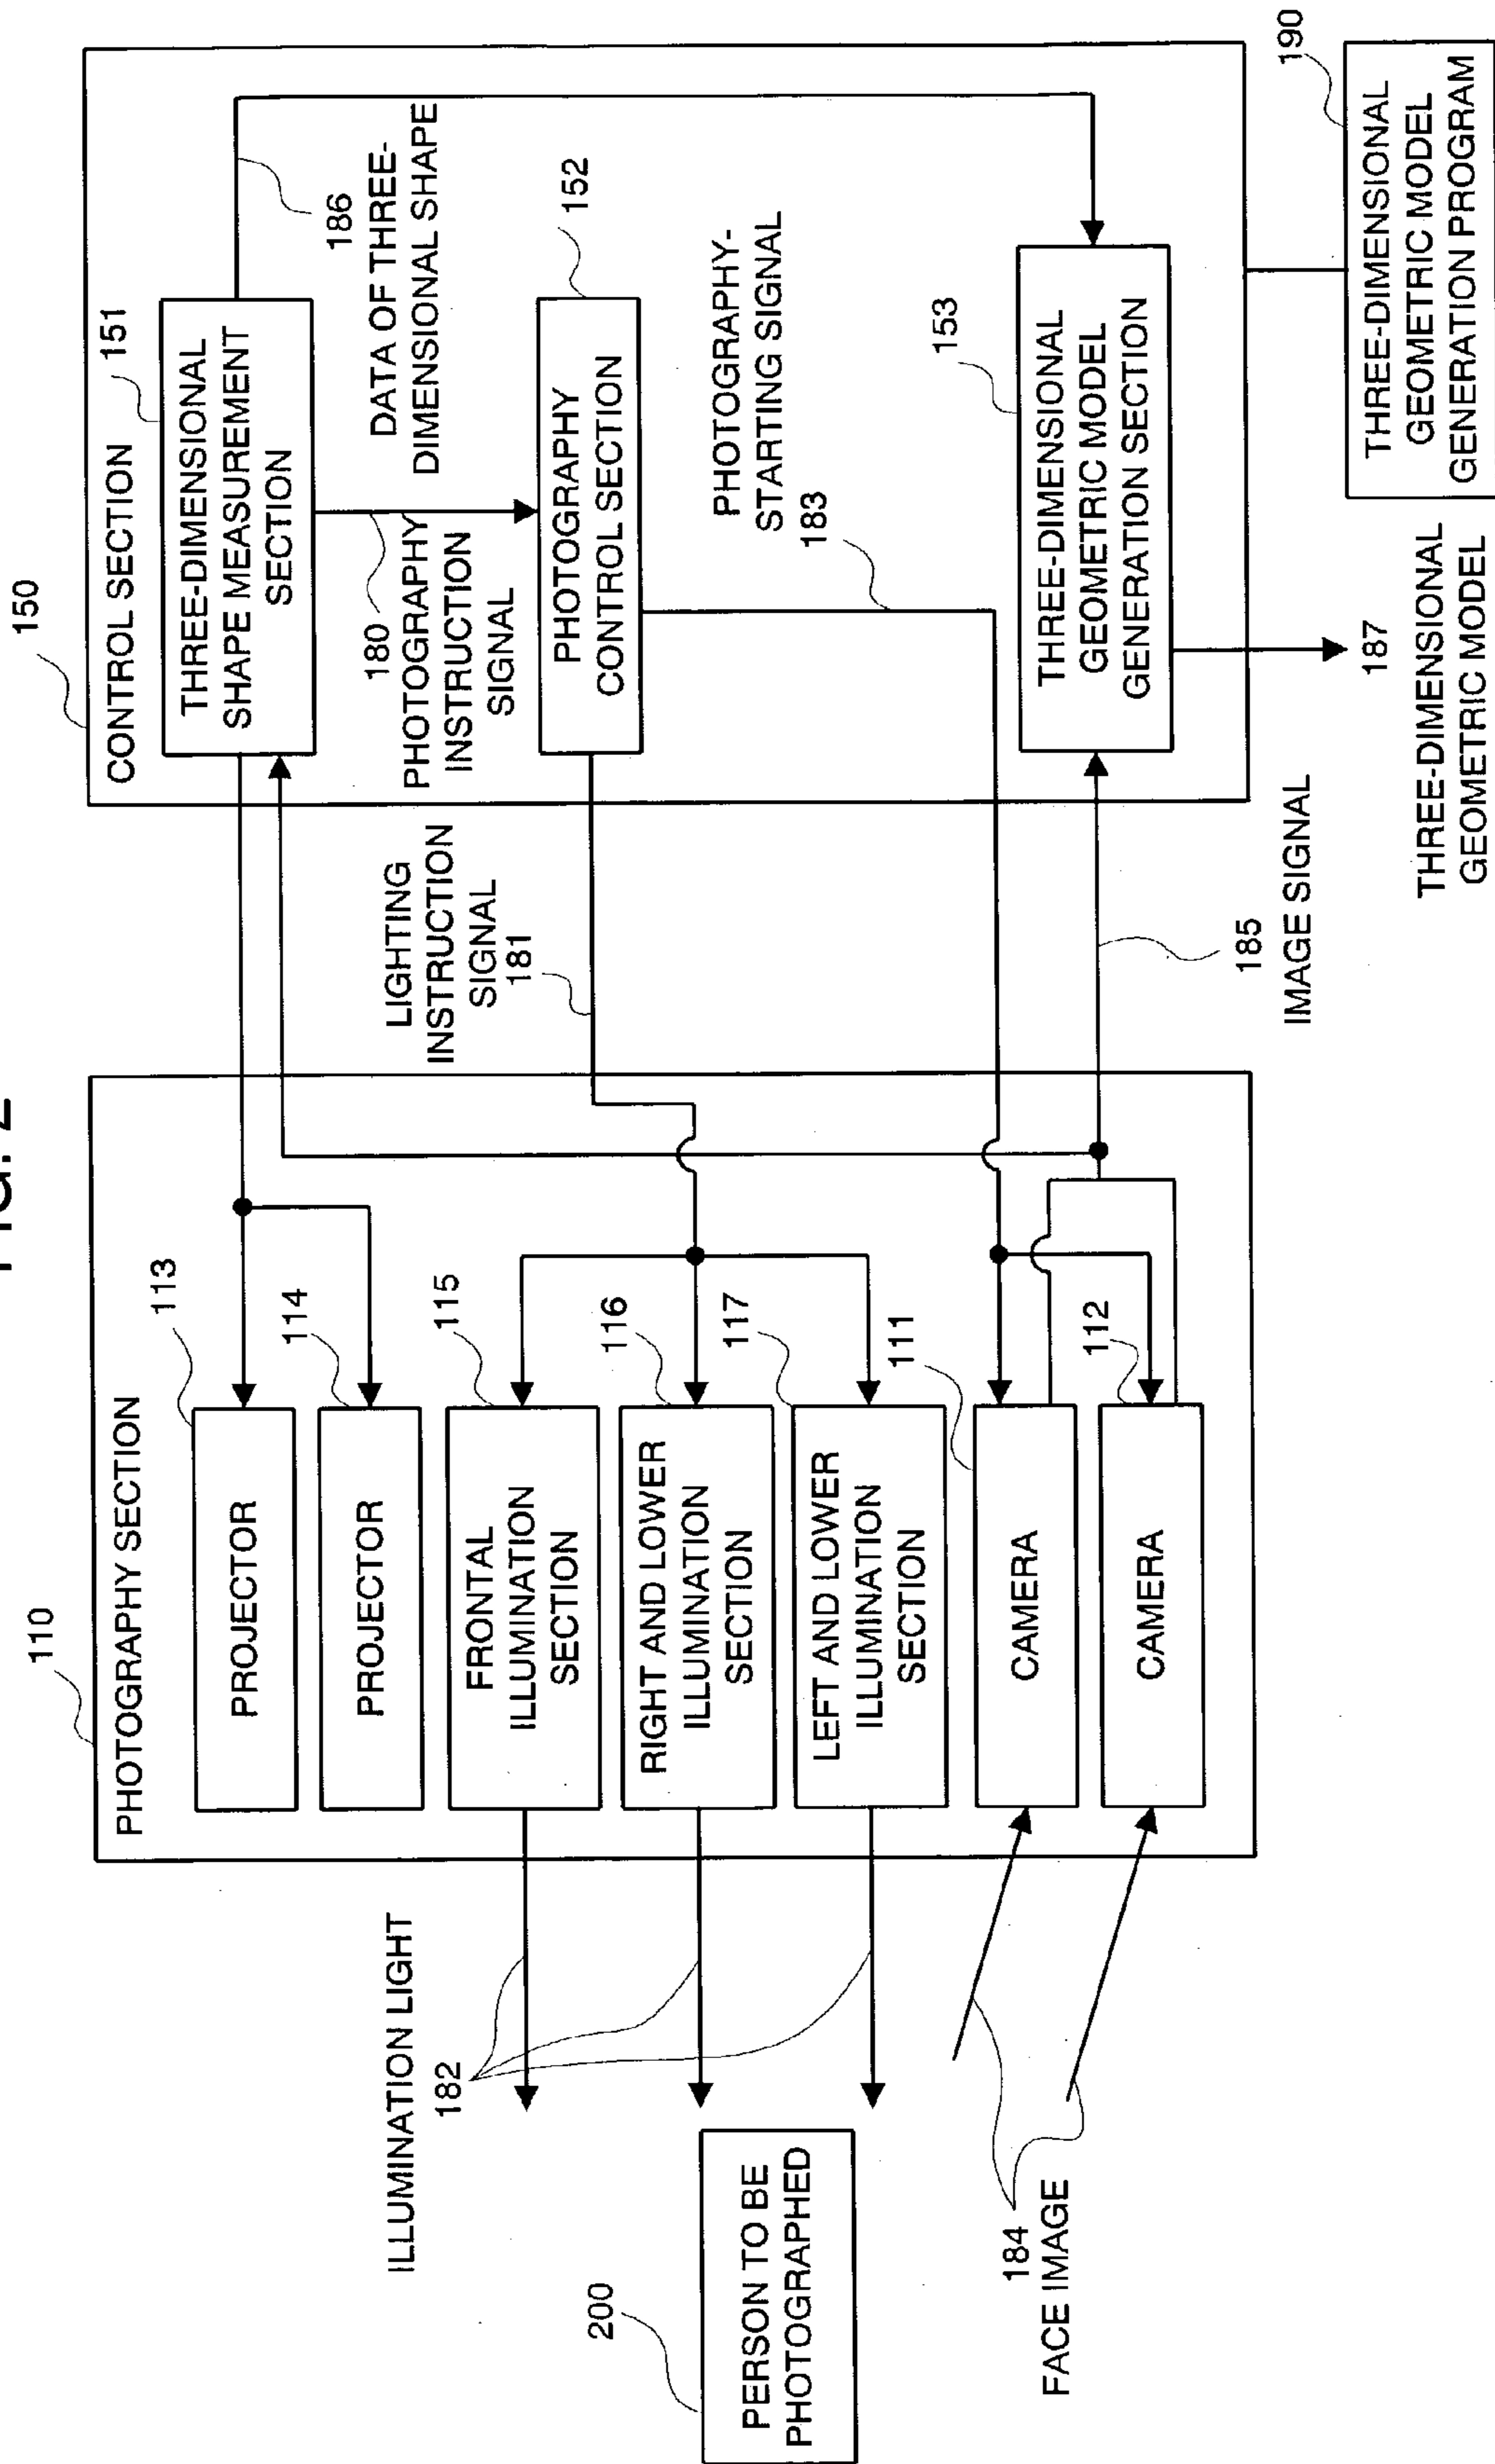 FIG. 2
110
PHOTOGRAPHY SECTION
113
PROJECTOR
114
PROJECTOR
115
FRONTAL
ILLUMINATION
SECTION
116
RIGHT AND LOWER
ILLUMINATION
SECTION
117
LEFT AND LOWER
ILLUMINATION
SECTION
111
CAMERA
112
CAMERA
ILLUMINATION LIGHT
182
200
PERSON TO BE
PHOTOGRAPHED
184
FACE IMAGE
150
CONTROL SECTION
151
THREE-DIMENSIONAL
SHAPE MEASUREMENT
SECTION
186
DATA OF THREE-
DIMENSIONAL SHAPE
180
PHOTOGRAPHY
INSTRUCTION
SIGNAL
152
PHOTOGRAPHY
CONTROL SECTION
LIGHTING
INSTRUCTION
SIGNAL
181
PHOTOGRAPHY-
STARTING SIGNAL
183
153
THREE-DIMENSIONAL
GEOMETRIC MODEL
GENERATION SECTION
185
IMAGE SIGNAL
187
THREE-DIMENSIONAL
GEOMETRIC MODEL
190
THREE-DIMENSIONAL
GEOMETRIC MODEL
GENERATION PROGRAM